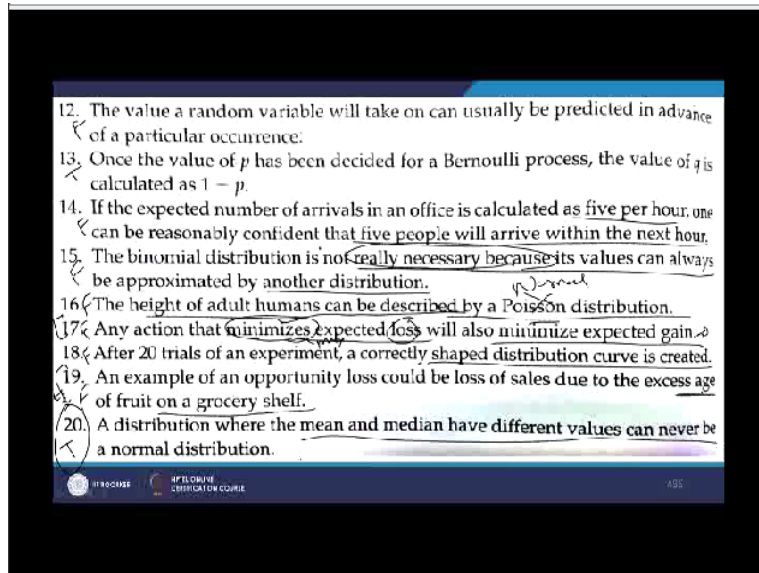 12. The value a random variable will take on can usually be predicted in advance
F of a particular occurrence.
13. Once the value of p has been decided for a Bernoulli process, the value of q is
T calculated as 1 − p.
14. If the expected number of arrivals in an office is calculated as five per hour, one
F can be reasonably confident that five people will arrive within the next hour.
15. The binomial distribution is not really necessary because its values can always
F be approximated by another distribution.
Normal
16. F The height of adult humans can be described by a Poisson distribution.
17. F Any action that minimizes expected loss will also minimize expected gain.
18. F After 20 trials of an experiment, a correctly shaped distribution curve is created.
19. An example of an opportunity loss could be loss of sales due to the excess age
F of fruit on a grocery shelf.
20. A distribution where the mean and median have different values can never be
T a normal distribution.
IIT ROORKEE
NPTEL ONLINE
CERTIFICATION COURSE